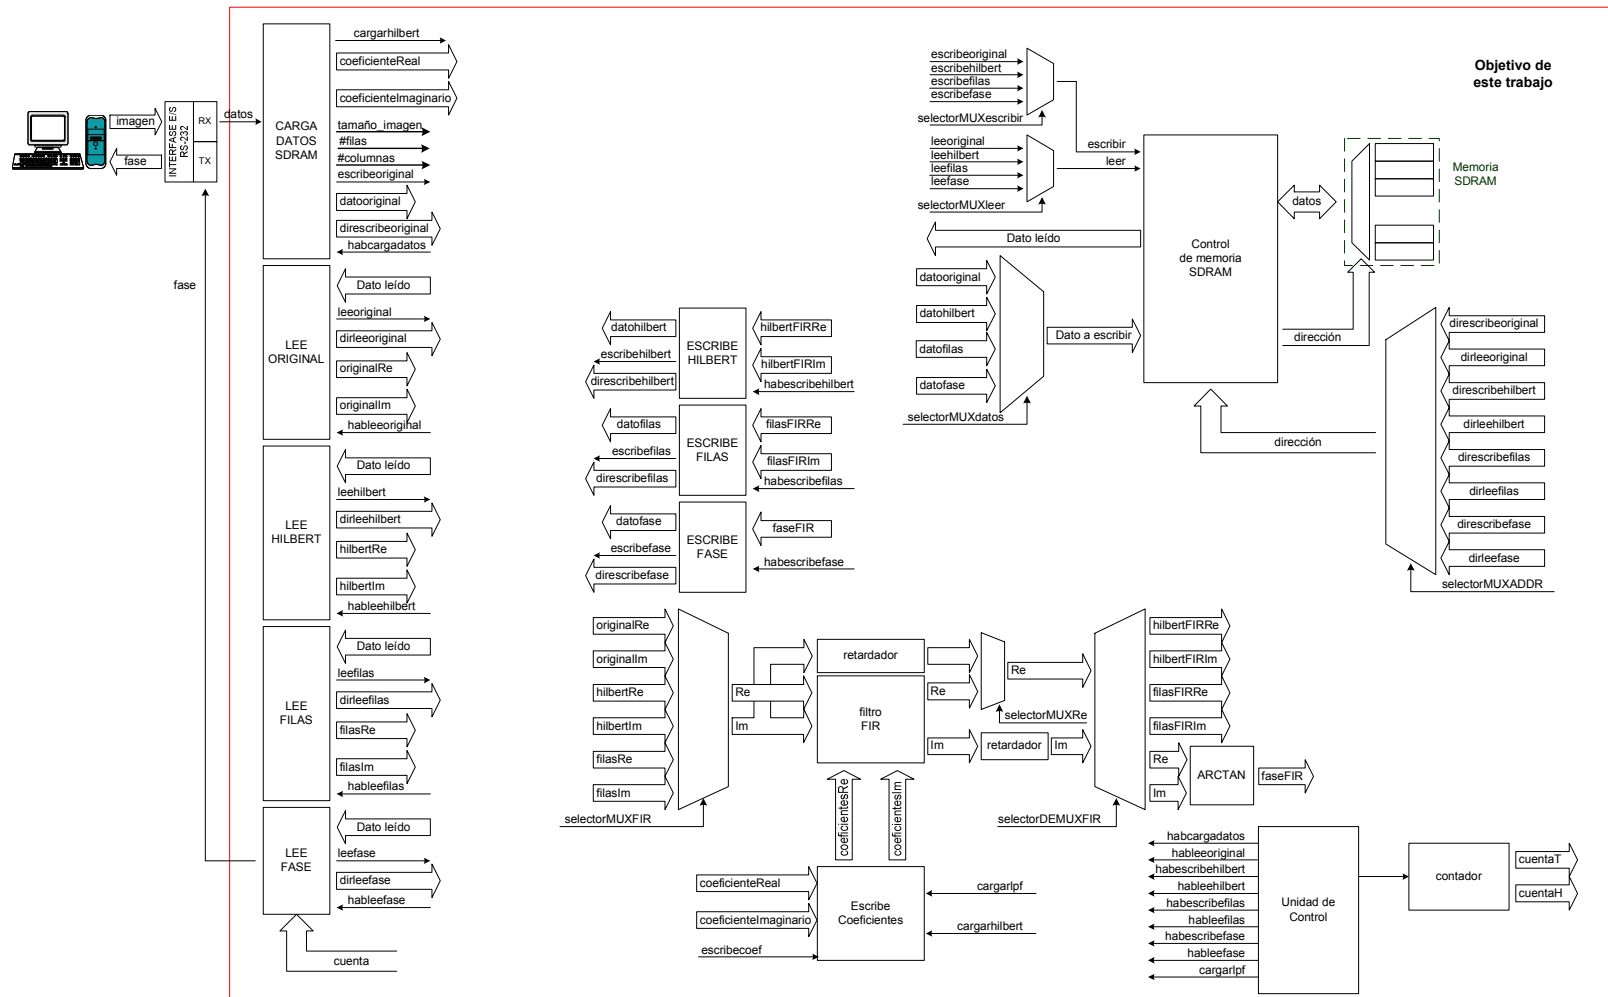 Objetivo de
este trabajo
imagen
fase
INTERFASE E/S
RS-232
RX
TX
datos
fase
CARGA
DATOS
SDRAM
cargarhilbert
coeficienteReal
coeficienteImaginario
tamaño_imagen
#filas
#columnas
escribeoriginal
datooriginal
direscribeoriginal
habcargadatos
LEE
ORIGINAL
Dato leído
leeoriginal
dirleeoriginal
originalRe
originalIm
hableeoriginal
LEE
HILBERT
Dato leído
leehilbert
dirleehilbert
hilbertRe
hilbertIm
hableehilbert
LEE
FILAS
Dato leído
leefilas
dirleefilas
filasRe
filasIm
hableefilas
LEE
FASE
Dato leído
leefase
dirleefase
hableefase
cuenta
datohilbert
escribehilbert
direscribehilbert
ESCRIBE
HILBERT
hilbertFIRRe
hilbertFIRIm
habescribehilbert
datofilas
escribefilas
direscribefilas
ESCRIBE
FILAS
filasFIRRe
filasFIRIm
habescribefilas
datofase
escribefase
direscribefase
ESCRIBE
FASE
faseFIR
habescribefase
escribeoriginal
escribehilbert
escribefilas
escribefase
selectorMUXescribir
escribir
leeoriginal
leehilbert
leefilas
leefase
selectorMUXleer
leer
Dato leído
datooriginal
datohilbert
datofilas
datofase
selectorMUXdatos
Dato a escribir
Control
de memoria
SDRAM
datos
Memoria
SDRAM
dirección
dirección
direscribeoriginal
dirleeoriginal
direscribehilbert
dirleehilbert
direscribefilas
dirleefilas
direscribefase
dirleefase
selectorMUXADDR
originalRe
originalIm
hilbertRe
hilbertIm
filasRe
filasIm
selectorMUXFIR
Re
Im
retardador
filtro
FIR
Re
Im
retardador
selectorMUXRe
Re
Im
selectorDEMUXFIR
hilbertFIRRe
hilbertFIRIm
filasFIRRe
filasFIRIm
Re
Im
ARCTAN
faseFIR
coeficientesRe
coeficientesIm
coeficienteReal
coeficienteImaginario
escribecoef
Escribe
Coeficientes
cargarlpf
cargarhilbert
habcargadatos
hableeoriginal
habescribehilbert
hableehilbert
habescribefilas
hableefilas
habescribefase
hableefase
cargarlpf
Unidad de
Control
contador
cuentaT
cuentaH